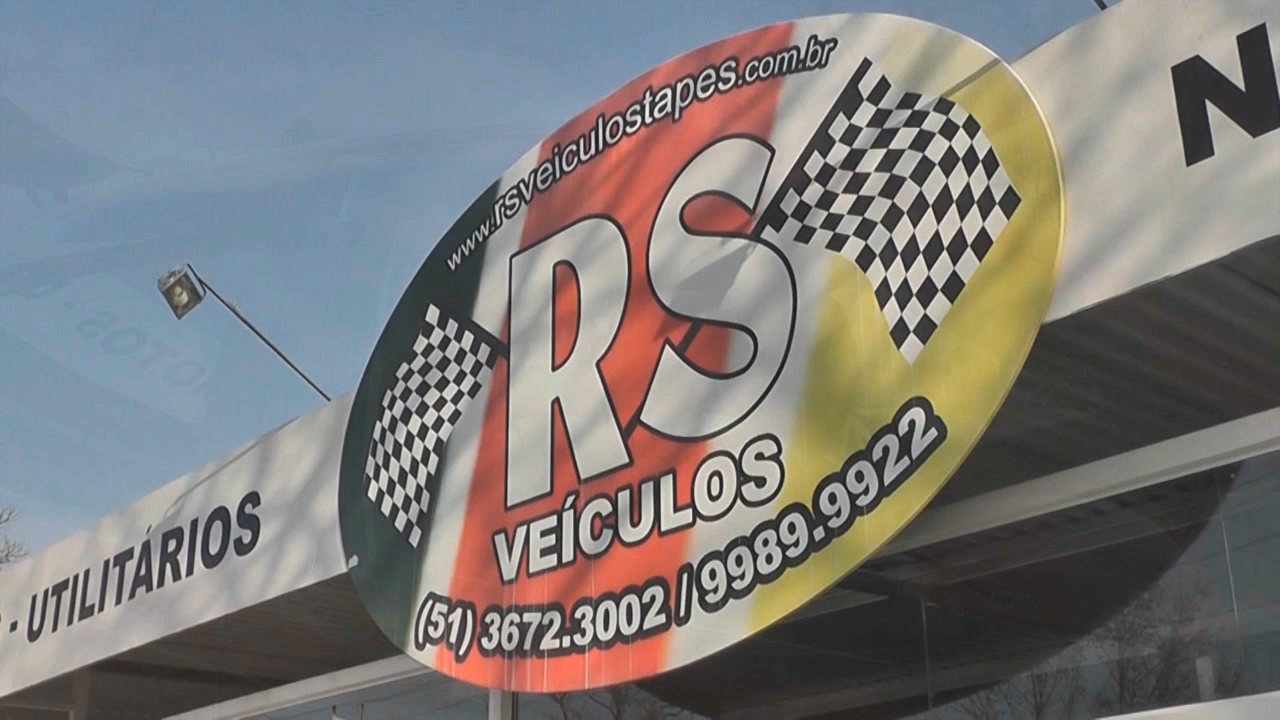 www.rsveiculostapes.com.br
RS
VEÍCULOS
(51) 3672.3002 / 9989.9922
- UTILITÁRIOS
N